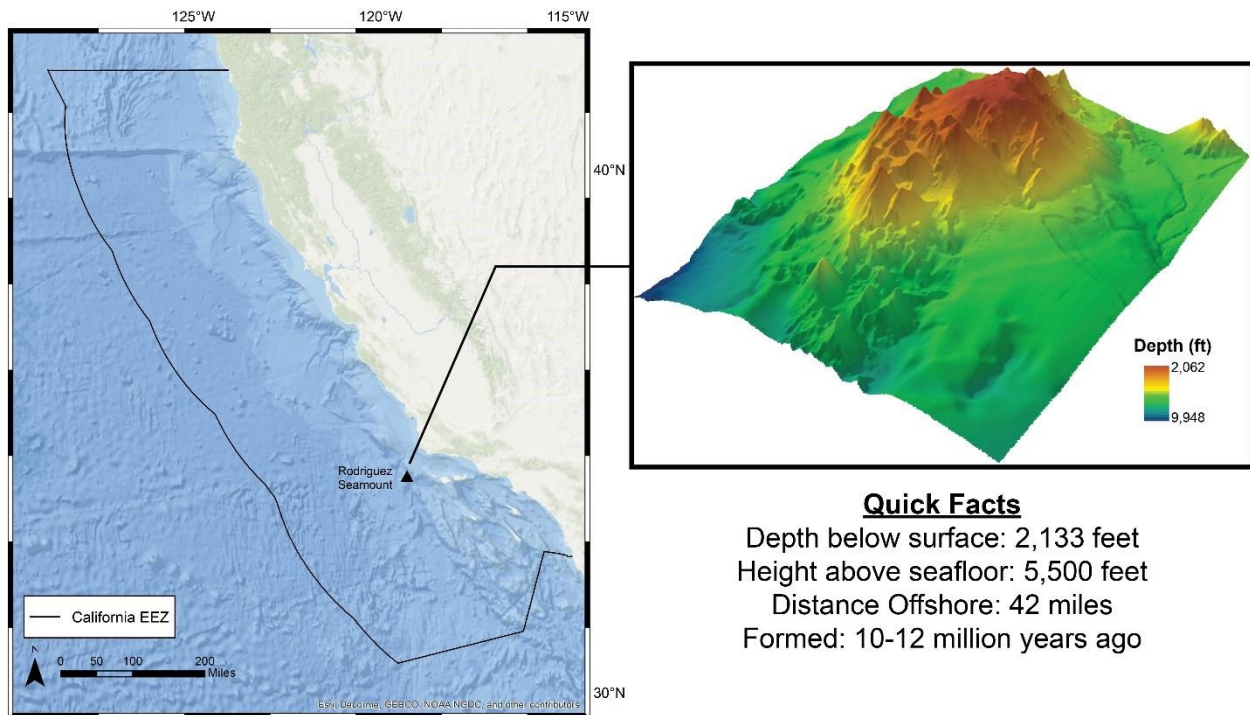 125°W
120°W
115°W
40°N
30°N
Rodriguez
Seamount
California EEZ
N
0 50 100 200
Miles
Esri, DeLorme, GEBCO, NOAA NGDC, and other contributors
Depth (ft)
2,062
9,948
Quick Facts
Depth below surface: 2,133 feet
Height above seafloor: 5,500 feet
Distance Offshore: 42 miles
Formed: 10-12 million years ago